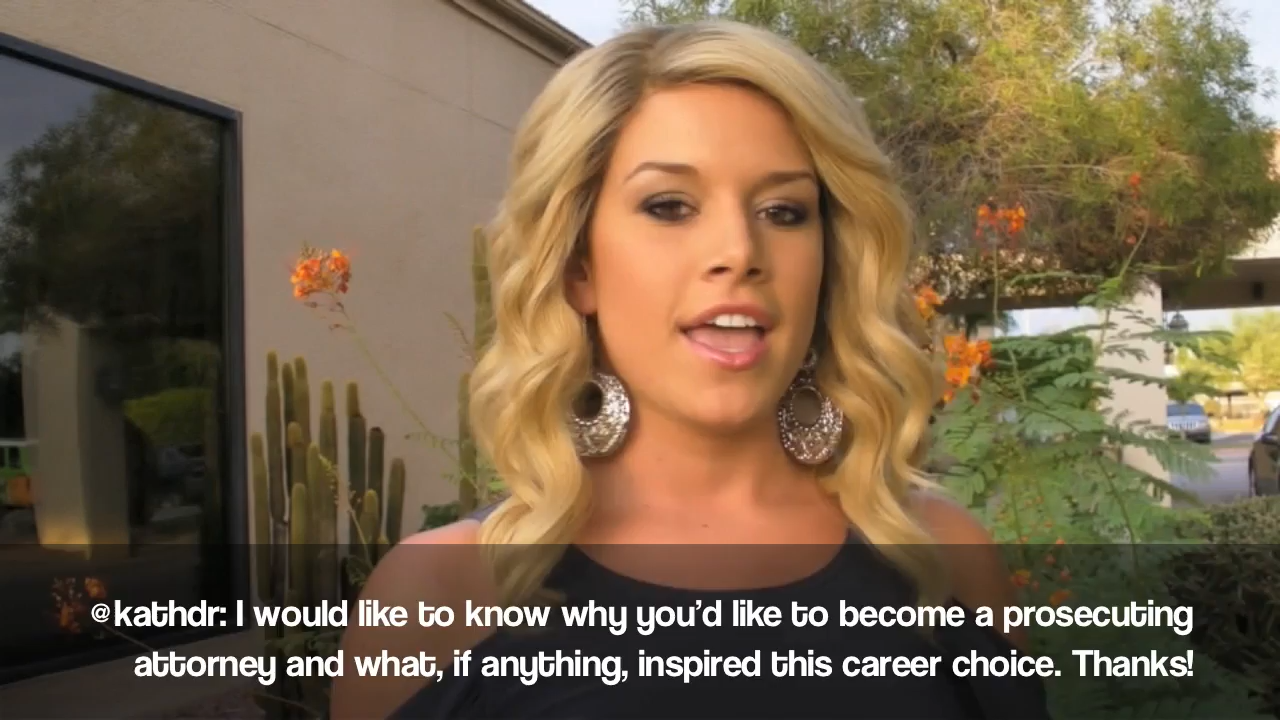 @kathdr: I would like to know why you'd like to become a prosecuting
attorney and what, if anything, inspired this career choice. Thanks!